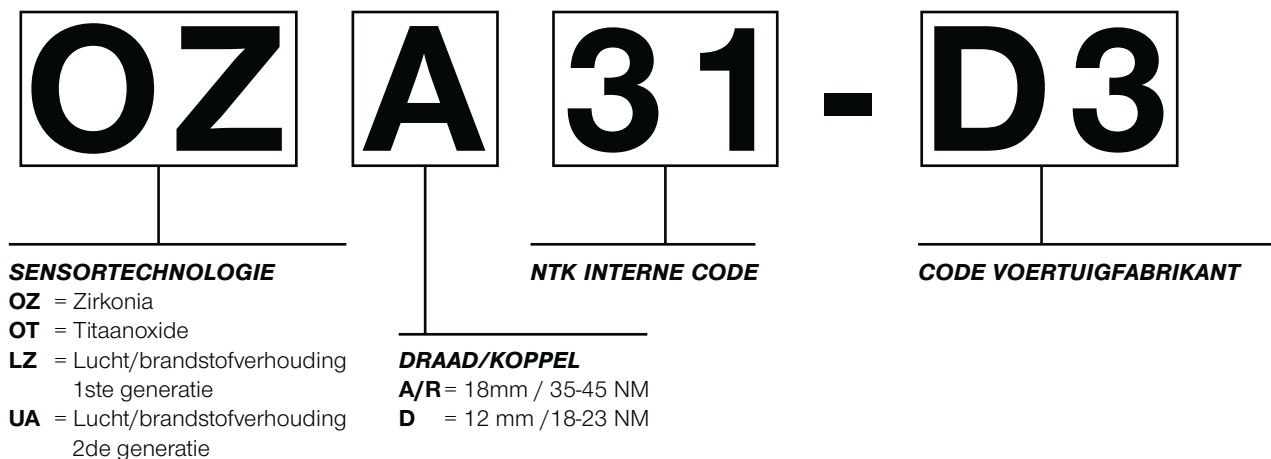 OZ A 31 - D3
SENSORTECHNOLOGIE
OZ = Zirkonia
OT = Titaanoxide
LZ = Lucht/brandstofverhouding
1ste generatie
UA = Lucht/brandstofverhouding
2de generatie
DRAAD/KOPPEL
A/R = 18mm / 35-45 NM
D = 12 mm /18-23 NM
NTK INTERNE CODE
CODE VOERTUIGFABRIKANT